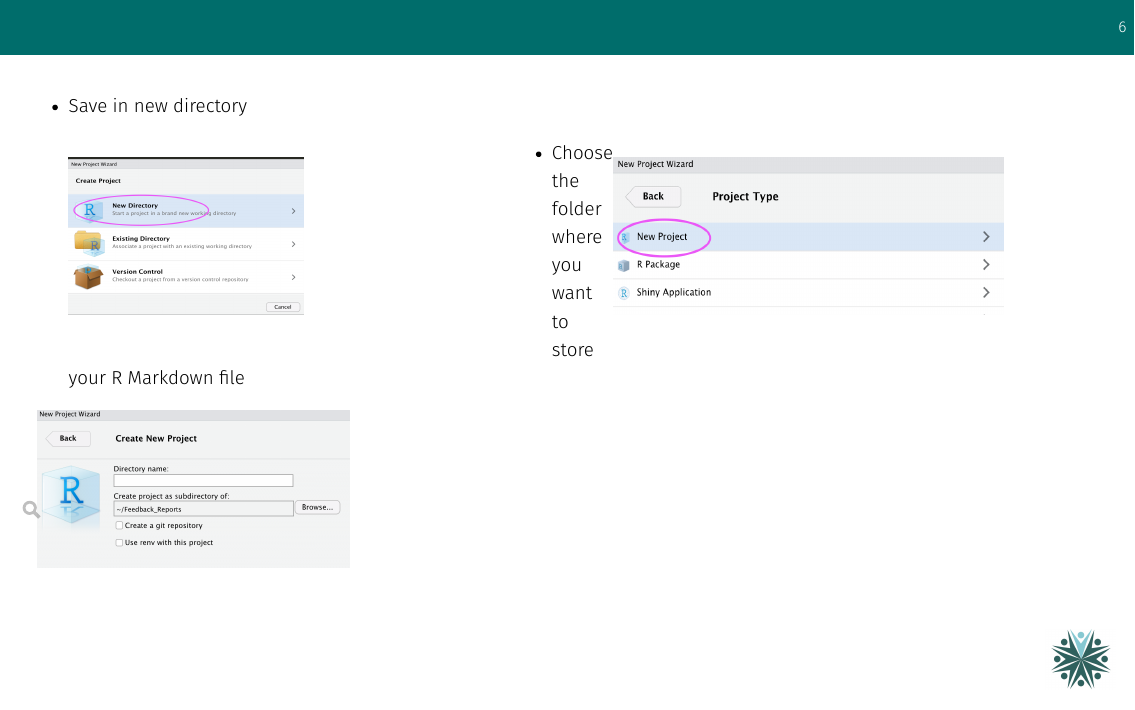 6
Save in new directory
New Project Wizard
Create Project
New Directory
Start a project in a brand new working directory
Existing Directory
Associate a project with an existing working directory
Version Control
Checkout a project from a version control repository
Cancel
Choose
the
folder
where
you
want
to
store
New Project Wizard
Back
Project Type
New Project
R Package
R Shiny Application
your R Markdown file
New Project Wizard
Back
Create New Project
R
Directory name:
Create project as subdirectory of:
~/Feedback_Reports
Browse...
Create a git repository
Use renv with this project